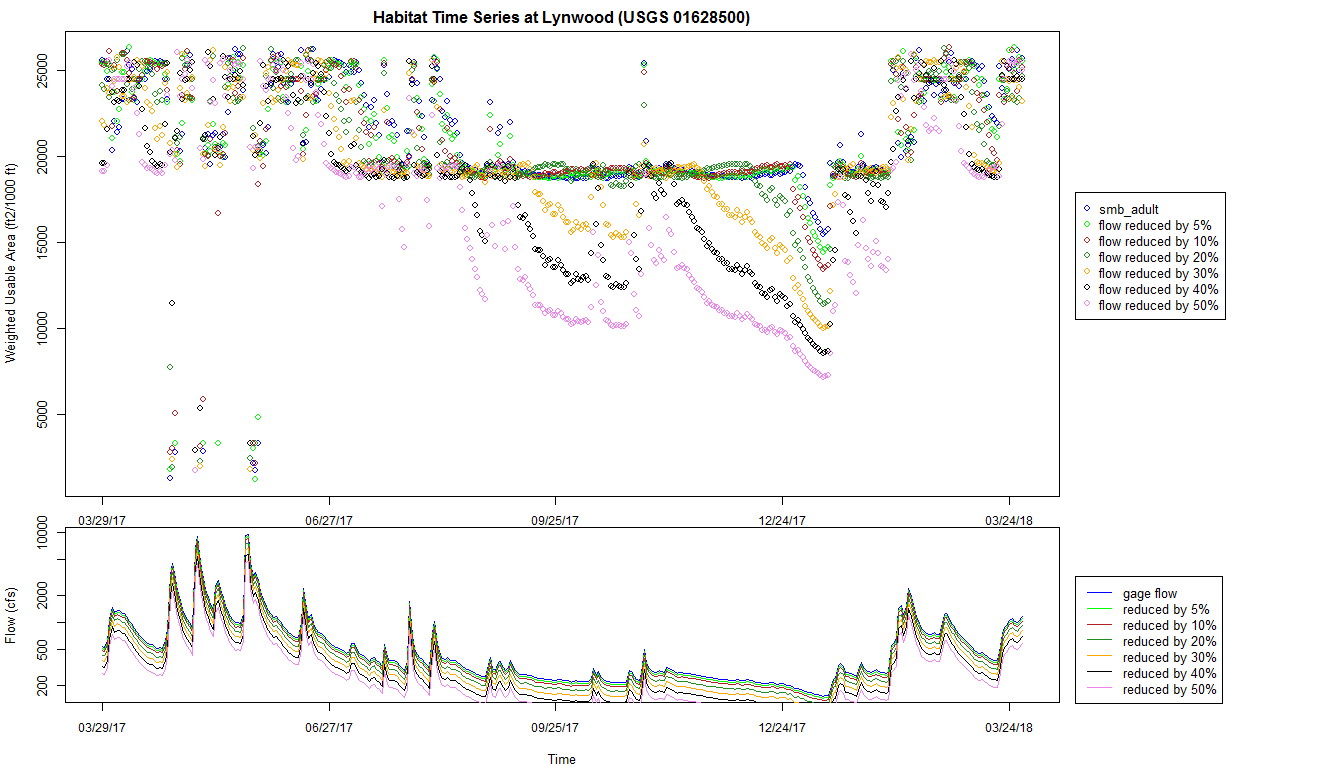 Habitat Time Series at Lynwood (USGS 01628500)
Weighted Usable Area (ft2/1000 ft)
25000
20000
15000
10000
5000
03/29/17
06/27/17
09/25/17
12/24/17
03/24/18
smb_adult
flow reduced by 5%
flow reduced by 10%
flow reduced by 20%
flow reduced by 30%
flow reduced by 40%
flow reduced by 50%
Flow (cfs)
10000
2000
500
200
03/29/17
06/27/17
09/25/17
12/24/17
03/24/18
Time
gage flow
reduced by 5%
reduced by 10%
reduced by 20%
reduced by 30%
reduced by 40%
reduced by 50%